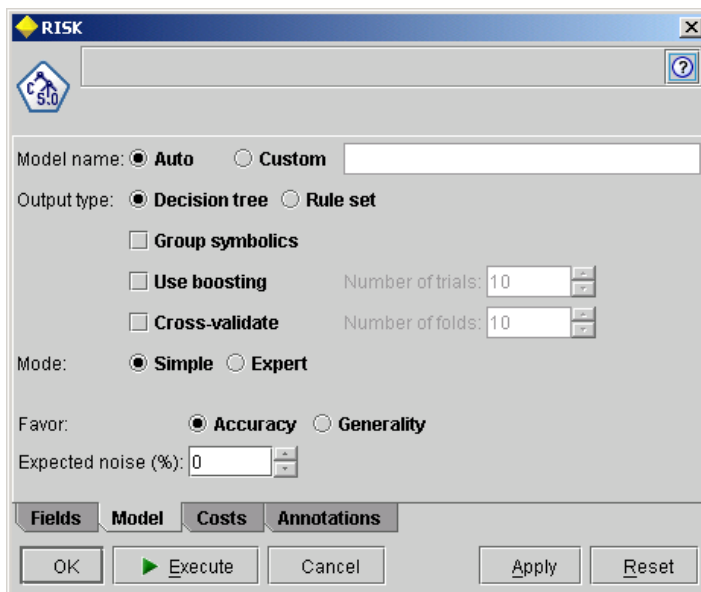 RISK
C 5.0
Model name: Auto Custom
Output type: Decision tree Rule set
Group symbolics
Use boosting Number of trials: 10
Cross-validate Number of folds: 10
Mode: Simple Expert
Favor: Accuracy Generality
Expected noise (%): 0
Fields Model Costs Annotations
OK Execute Cancel Apply Reset